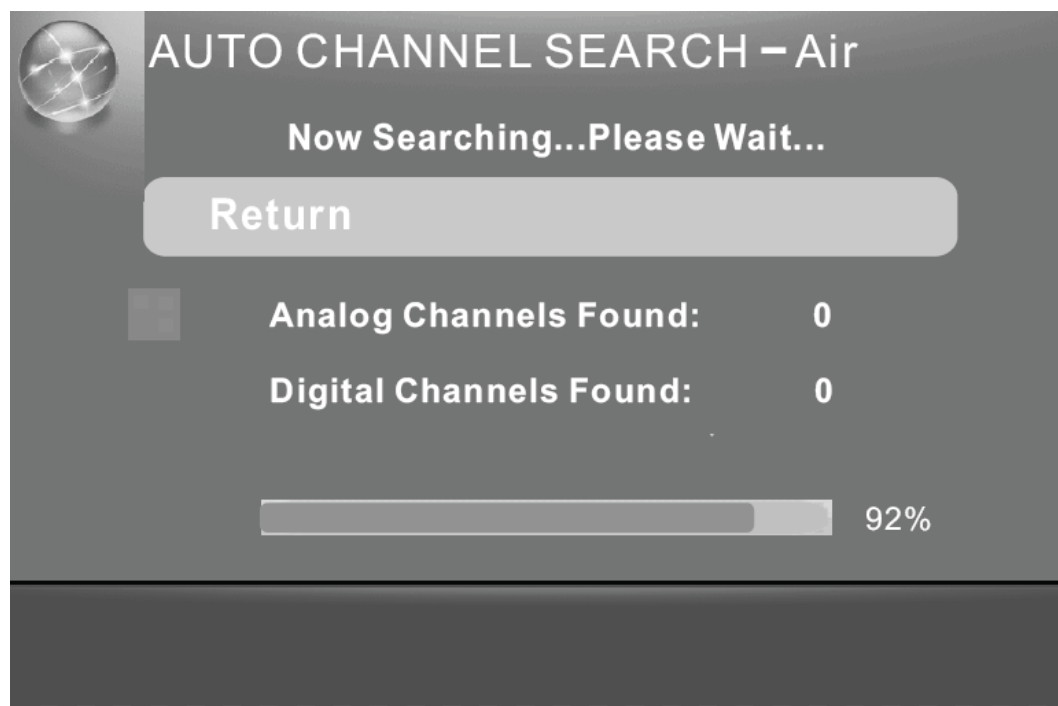 AUTO CHANNEL SEARCH – Air
Now Searching...Please Wait...
Return
Analog Channels Found: 0
Digital Channels Found: 0
92%